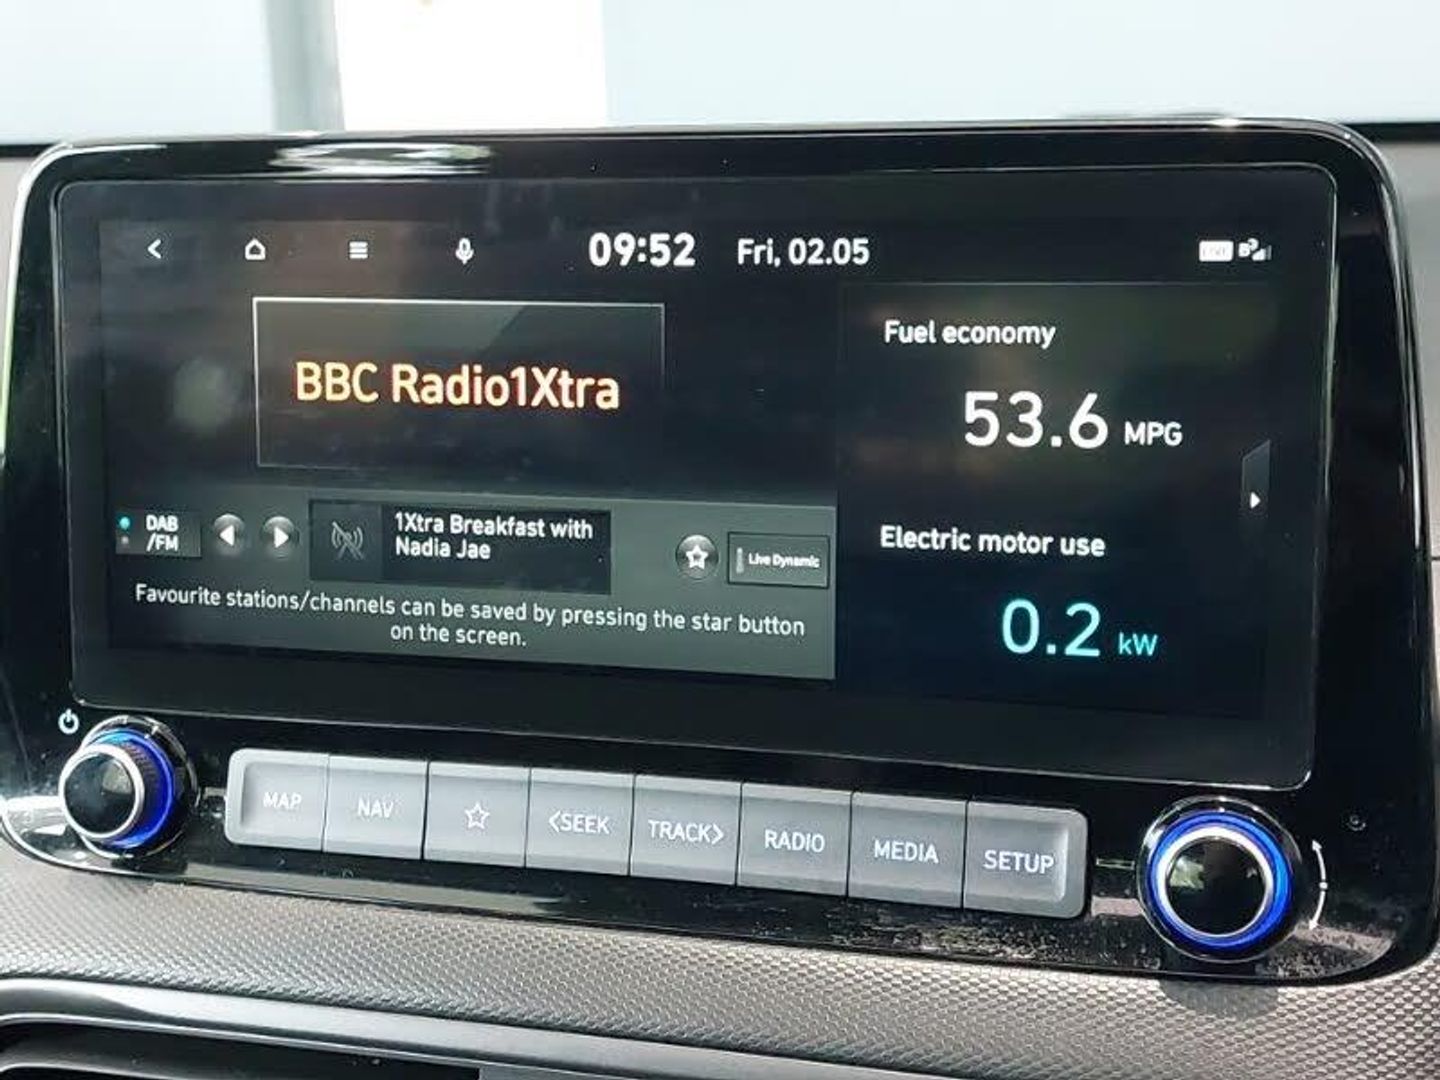 09:52 Fri, 02.05
BBC Radio1Xtra
DAB
/FM
1Xtra Breakfast with
Nadia Jae
Live Dynamic
Favourite stations/channels can be saved by pressing the star button
on the screen.
Fuel economy
53.6 MPG
Electric motor use
0.2 kW
MAP NAV <SEEK TRACK> RADIO MEDIA SETUP